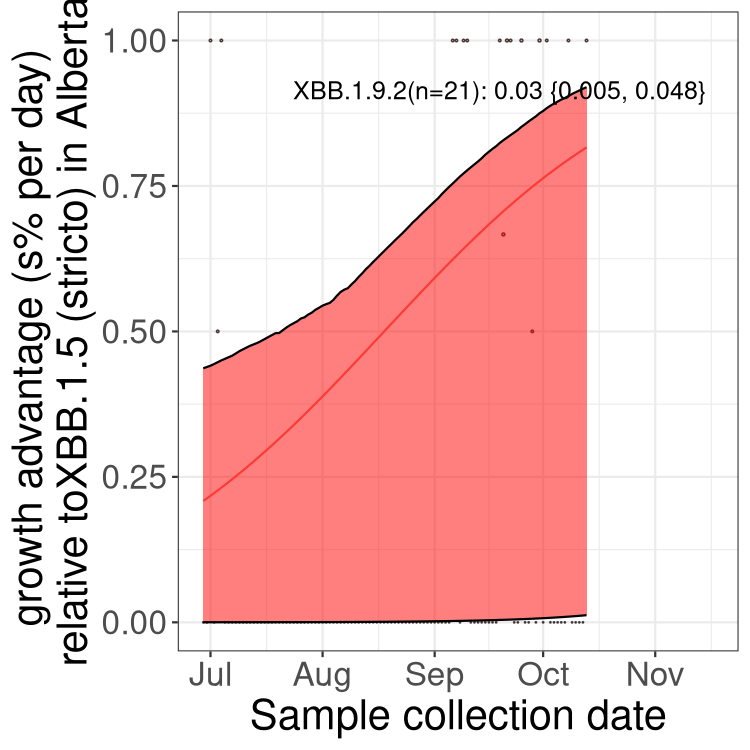 growth advantage (s% per day)
relative toXBB.1.5 (stricto) in Alberta
1.00
0.75
0.50
0.25
0.00
XBB.1.9.2(n=21): 0.03 {0.005, 0.048}
Jul Aug Sep Oct Nov
Sample collection date